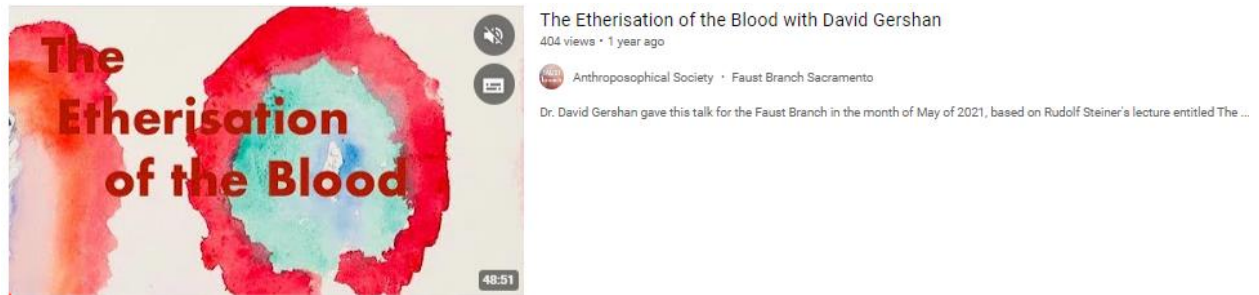 The
Etherisation
of the Blood
48:51
The Etherisation of the Blood with David Gershan
404 views • 1 year ago
Anthroposophical Society • Faust Branch Sacramento
Dr. David Gershan gave this talk for the Faust Branch in the month of May of 2021, based on Rudolf Steiner's lecture entitled The ...